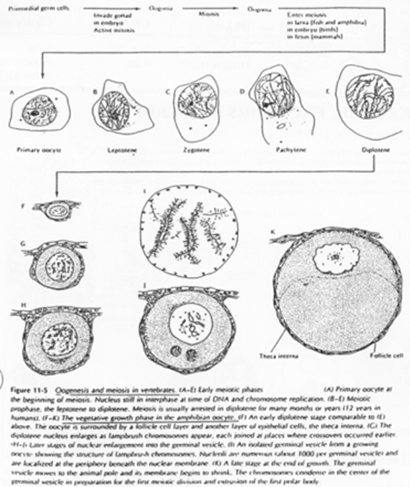 Primordial germ cells
Oogonia
Mitosis
Oogonia
Invade gonad
in embryo
Active mitosis
Enter meiosis
in larva (fish and amphibia)
in embryo (birds)
in fetus (mammals)
A
B
C
D
E
Primary oocyte
Leptotene
Zygotene
Pachytene
Diplotene
F
G
H
I
J
K
Theca interna
Follicle cell
Figure 11-5 Oogenesis and meiosis in vertebrates. (A–E) Early meiotic phases (A) Primary oocyte at
the beginning of meiosis. Nucleus still in interphase at time of DNA and chromosome replication. (B–E) Meiotic
prophase, the leptotene to diplotene. Meiosis is usually arrested in diplotene for many months or years (12 years in
humans). (F–K) The vegetative growth phase in the amphibian oocyte. (F) An early diplotene stage comparable to (E)
above. The oocyte is surrounded by a follicle cell layer and another layer of epithelial cells, the theca interna. (G) The
diplotene nucleus enlarges as lampbrush chromosomes appear, each joined at places where crossovers occurred earlier.
(H–J) Later stages of nuclear enlargement into the germinal vesicle. (I) An isolated germinal vesicle from a growing
oocyte showing the structure of lampbrush chromosomes. Nucleoli are numerous (about 1000 per germinal vesicle) and
are localized at the periphery beneath the nuclear membrane. (K) A late stage at the end of growth. The germinal
vesicle moves to the animal pole and its membrane begins to shrink. The chromosomes condense in the center of the
germinal vesicle in preparation for the first meiotic division and extrusion of the first polar body.